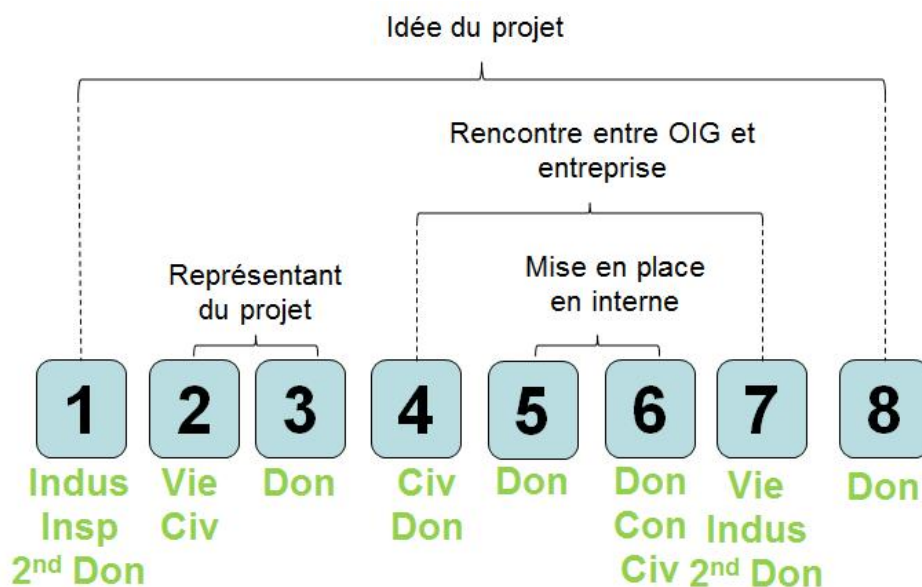 Idée du projet
Rencontre entre OIG et
entreprise
Représentant
du projet
Mise en place
en interne
1 2 3 4 5 6 7 8
Indus Vie Don Civ Don Don Vie Don
Insp Civ Don Con Indus
2nd Don Civ 2nd Don